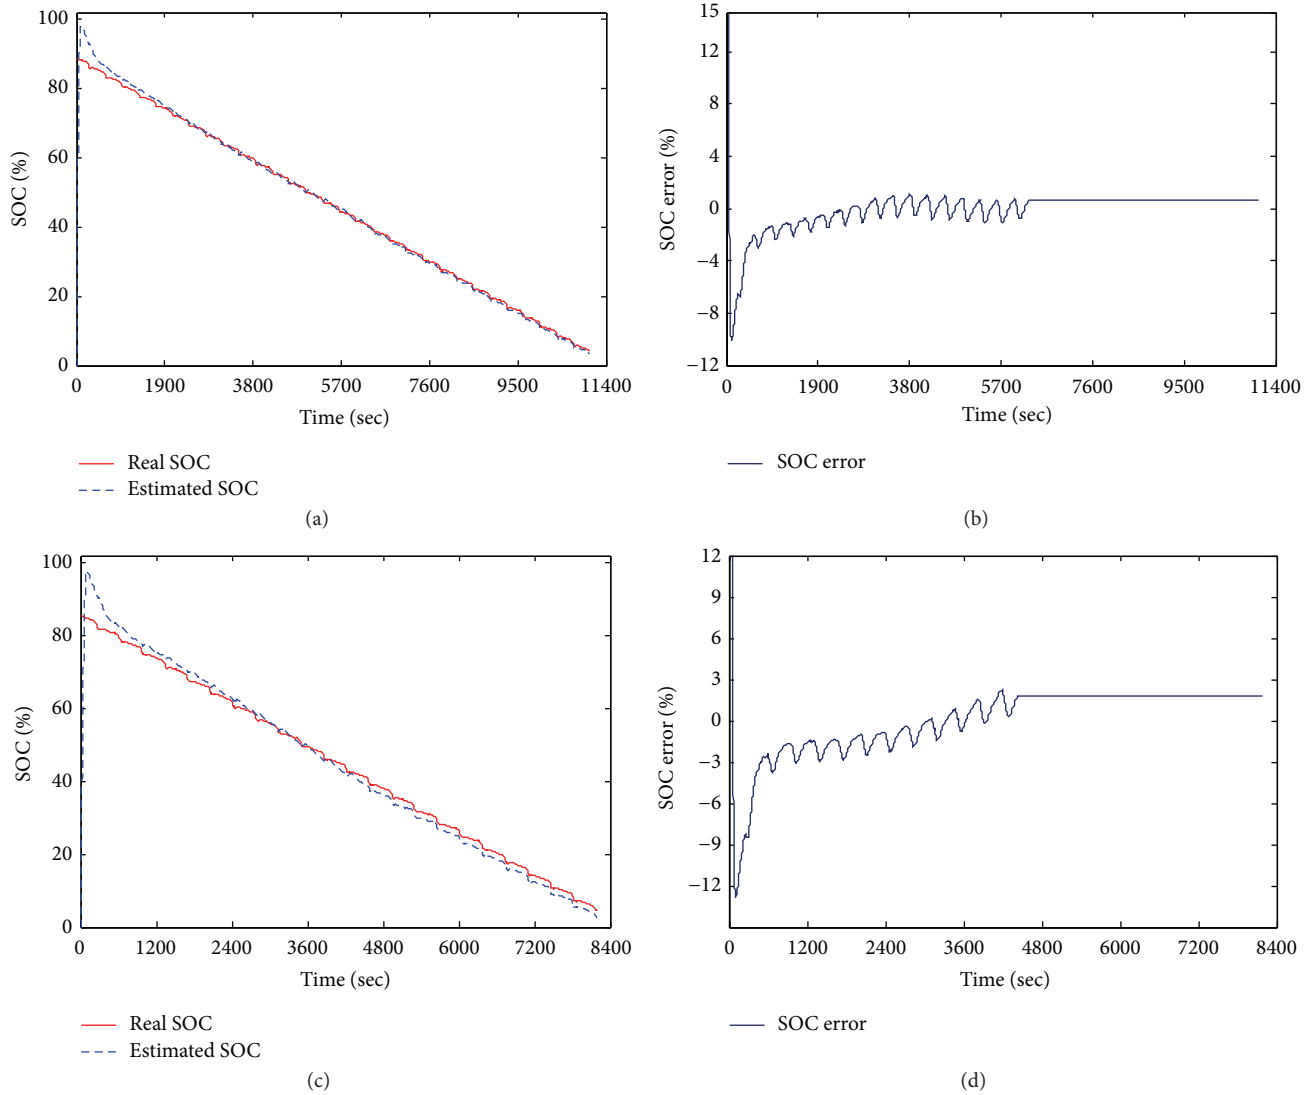 100
80
60
40
20
0
SOC (%)
0 1900 3800 5700 7600 9500 11400
Time (sec)
Real SOC
Estimated SOC
(a)
15
12
8
4
0
−4
−8
−12
SOC error (%)
0 1900 3800 5700 7600 9500 11400
Time (sec)
SOC error
(b)
100
80
60
40
20
0
SOC (%)
0 1200 2400 3600 4800 6000 7200 8400
Time (sec)
Real SOC
Estimated SOC
(c)
12
9
6
3
0
−3
−6
−9
−12
SOC error (%)
0 1200 2400 3600 4800 6000 7200 8400
Time (sec)
SOC error
(d)